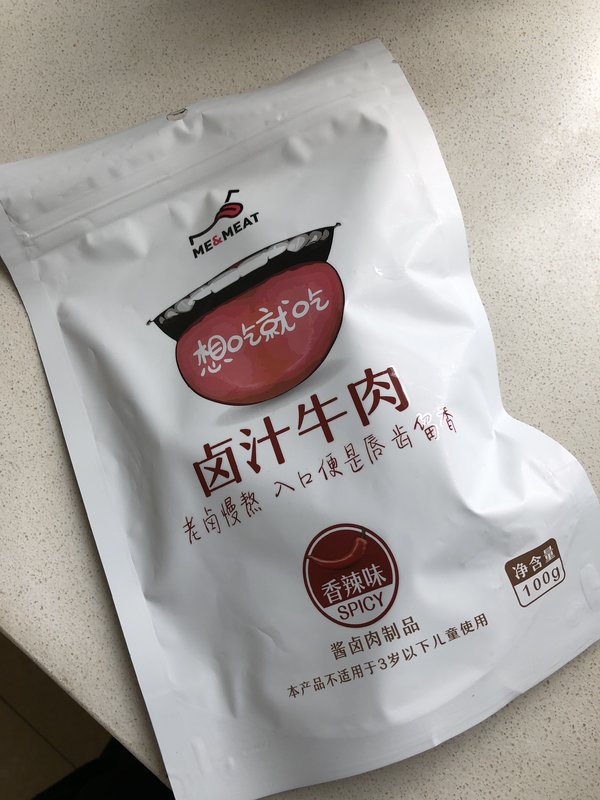 ME&MEAT
想吃就吃
卤汁牛肉
老卤慢熬 入口便是唇齿留香
香辣味
SPICY
净含量
100g
酱卤肉制品
本产品不适用于3岁以下儿童使用